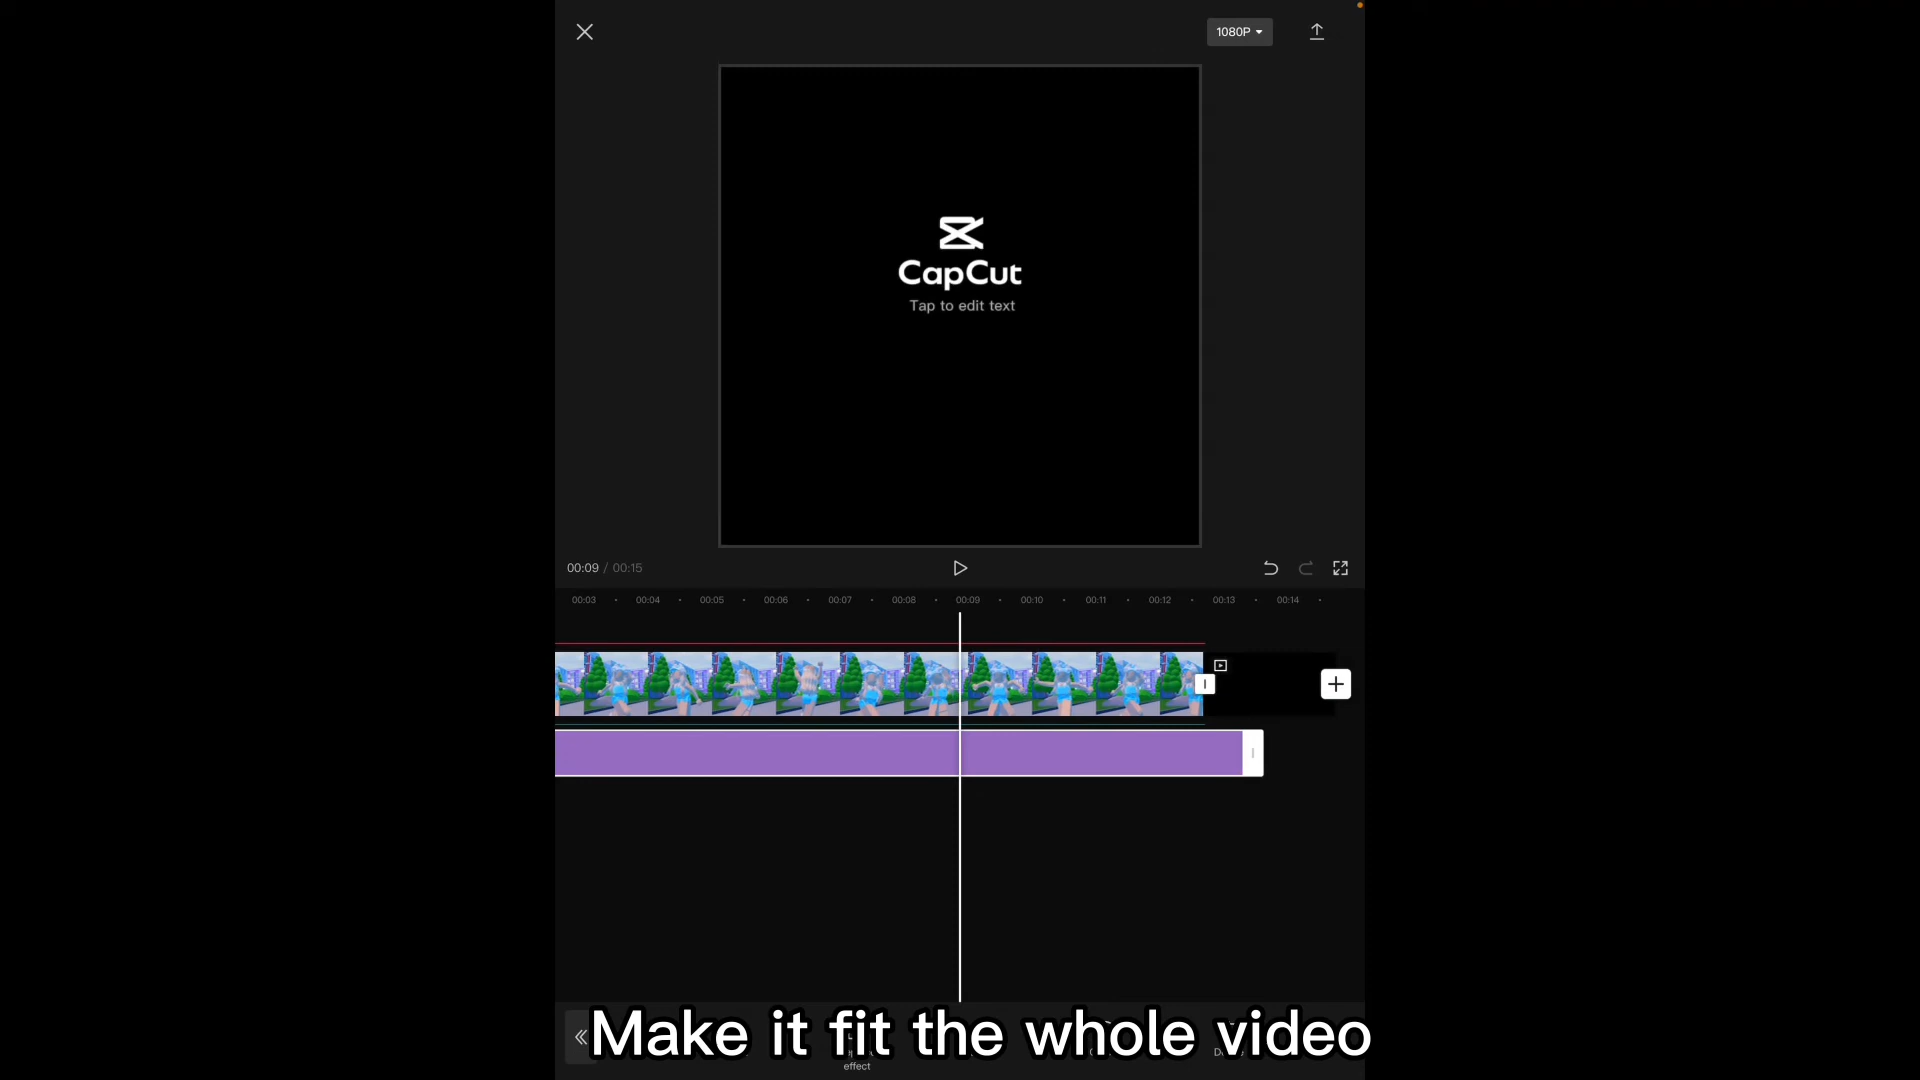 1080P
CapCut
Tap to edit text
00:09 / 00:15
00:03 00:04 00:05 00:06 00:07 00:08 00:09 00:10 00:11 00:12 00:13 00:14
Make it fit the whole video
effect